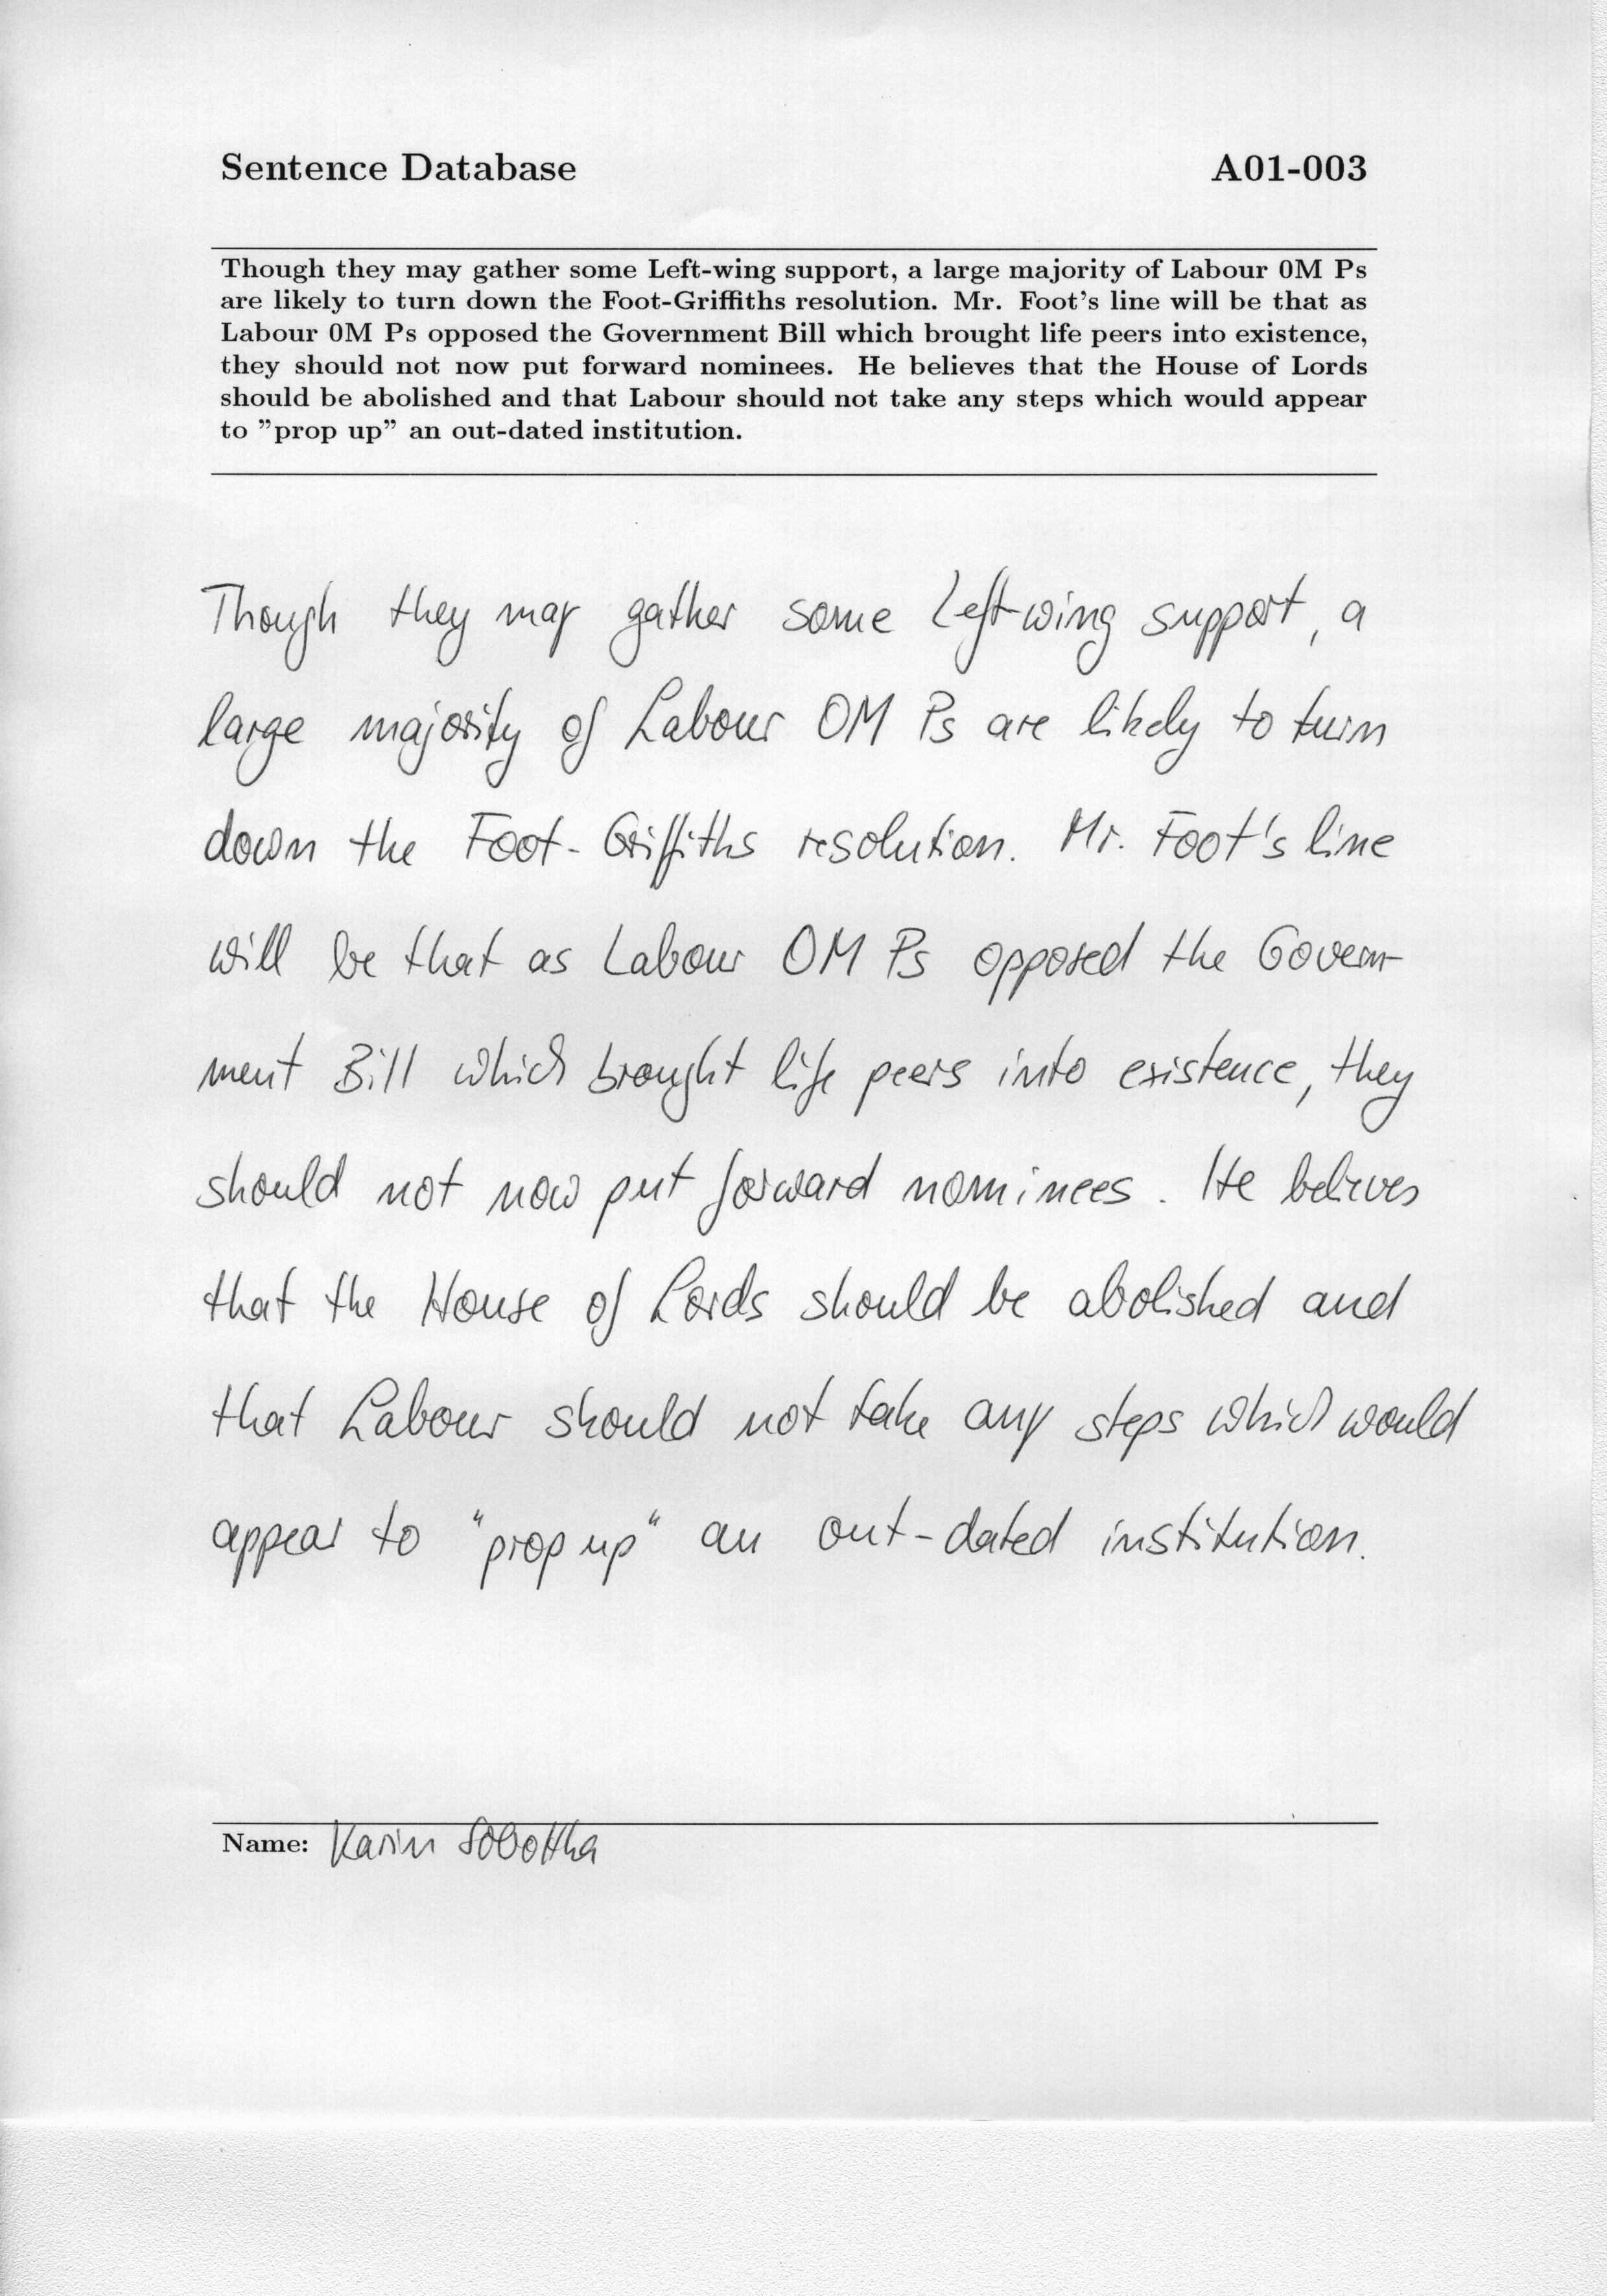 Sentence Database A01-003
Though they may gather some Left-wing support, a large majority of Labour 0M Ps
are likely to turn down the Foot-Griffiths resolution. Mr. Foot's line will be that as
Labour 0M Ps opposed the Government Bill which brought life peers into existence,
they should not now put forward nominees. He believes that the House of Lords
should be abolished and that Labour should not take any steps which would appear
to ”prop up” an out-dated institution.
Though they may gather some Left-wing support, a
large majority of Labour OM Ps are likely to turn
down the Foot-Griffiths resolution. Mr. Foot's line
will be that as Labour OM Ps opposed the Govern-
ment Bill which brought life peers into existence, they
should not now put forward nominees. He believes
that the House of Lords should be abolished and
that Labour should not take any steps which would
appear to "prop up" an out-dated institution.
Name: Karin Sobottka